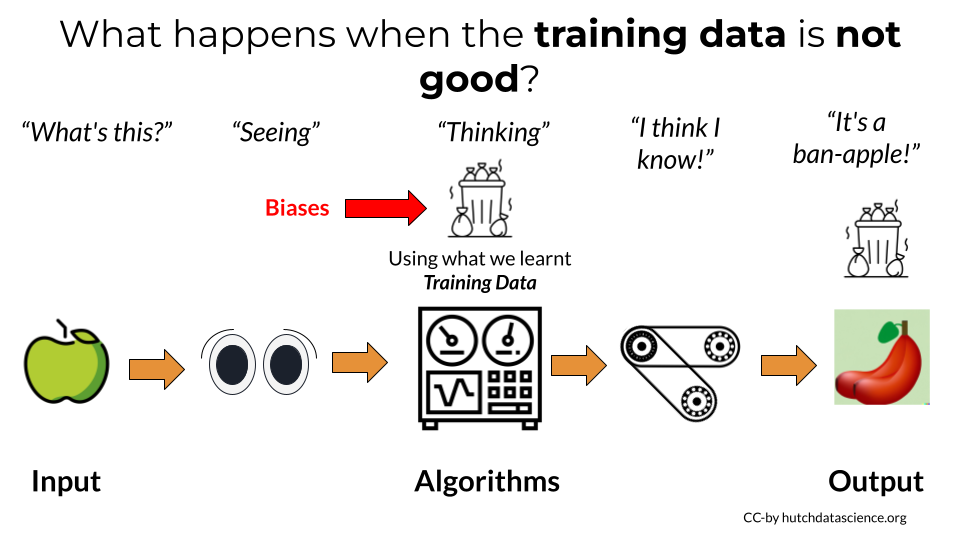 What happens when the training data is not
good?
“What's this?”
“Seeing”
“Thinking”
“I think I
know!”
“It's a
ban-apple!”
Biases
Using what we learnt
Training Data
Input
Algorithms
Output
CC-by hutchdatascience.org